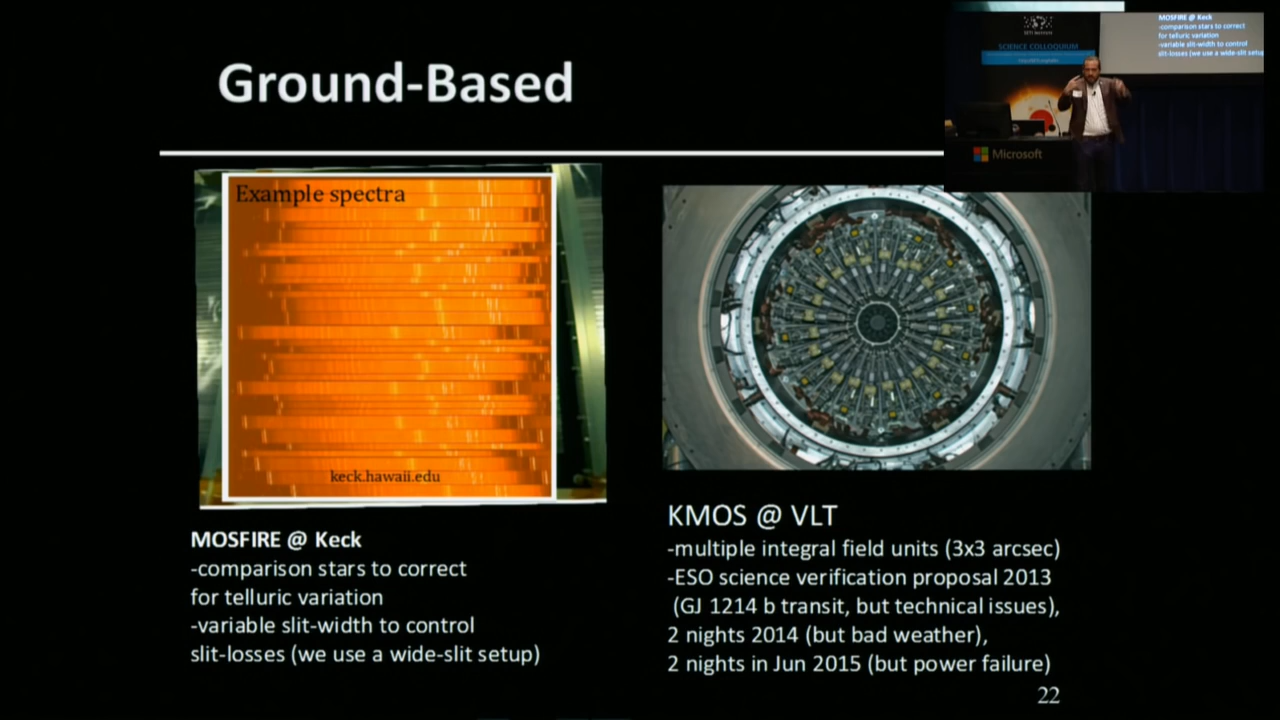 Ground-Based
Example spectra
keck.hawaii.edu
MOSFIRE @ Keck
-comparison stars to correct
for telluric variation
-variable slit-width to control
slit-losses (we use a wide-slit setup)
KMOS @ VLT
-multiple integral field units (3x3 arcsec)
-ESO science verification proposal 2013
(GJ 1214 b transit, but technical issues),
2 nights 2014 (but bad weather),
2 nights in Jun 2015 (but power failure)
22
SETI Institute
SCIENCE COLLOQUIUM
MOSFIRE @ Keck
-comparison stars to correct
for telluric variation
-variable slit-width to control
slit-losses (we use a wide-slit setup
Microsoft